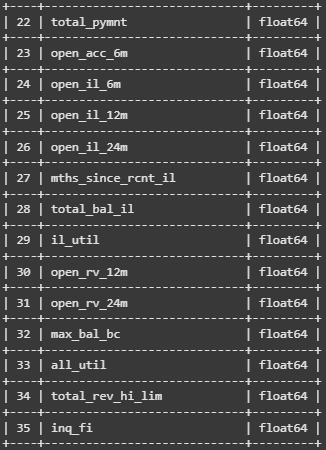 22 | total_pymnt | float64
23 | open_acc_6m | float64
24 | open_il_6m | float64
25 | open_il_12m | float64
26 | open_il_24m | float64
27 | mths_since_rcnt_il | float64
28 | total_bal_il | float64
29 | il_util | float64
30 | open_rv_12m | float64
31 | open_rv_24m | float64
32 | max_bal_bc | float64
33 | all_util | float64
34 | total_rev_hi_lim | float64
35 | inq_fi | float64